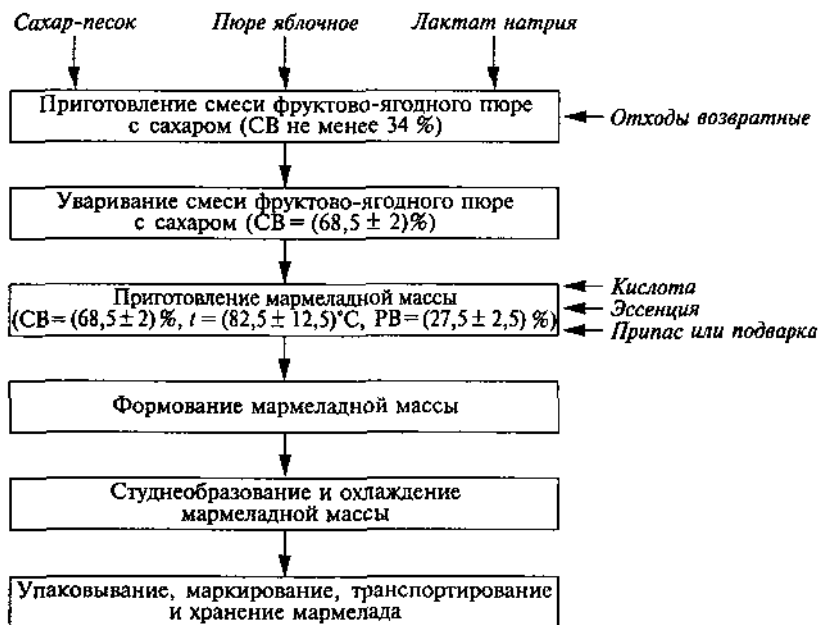 Сахар-песок Пюре яблочное Лактат натрия
Приготовление смеси фруктово-ягодного пюре
с сахаром (СВ не менее 34 %)
Отходы возвратные
Уваривание смеси фруктово-ягодного пюре
с сахаром (СВ = (68,5 ± 2)%)
Приготовление мармеладной массы
(СВ = (68,5 ± 2) %, t = (82,5 ± 12,5)°С, РВ = (27,5 ± 2,5) %)
Кислота
Эссенция
Припас или подварка
Формование мармеладной массы
Студнеобразование и охлаждение
мармеладной массы
Упаковывание, маркирование, транспортирование
и хранение мармелада